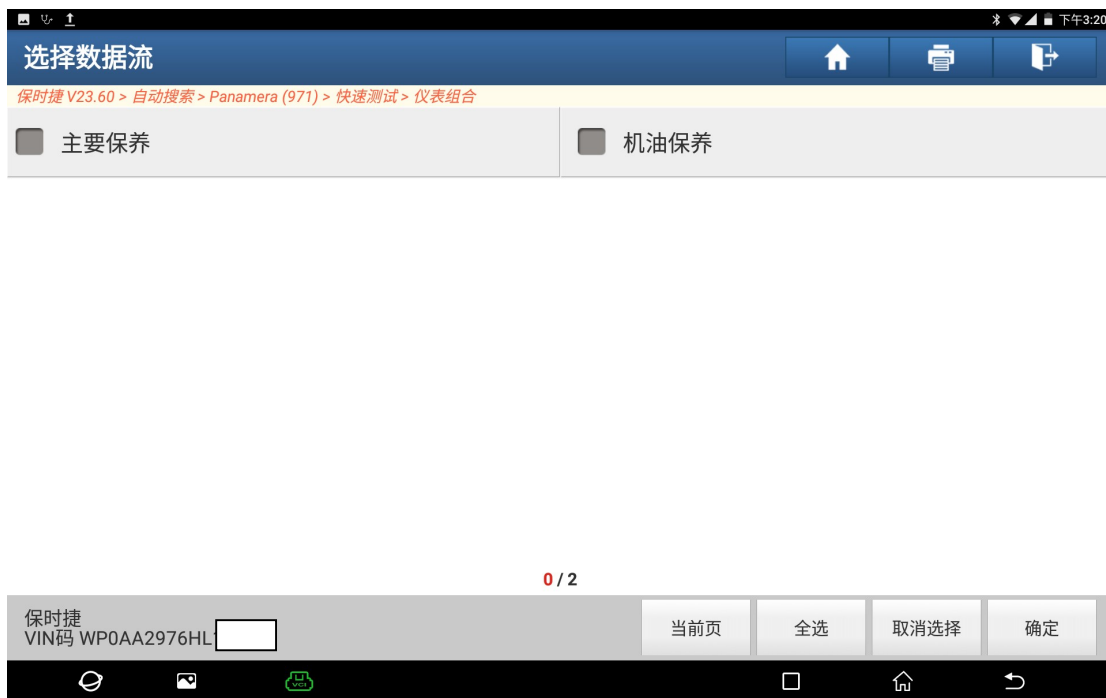 下午3:20
选择数据流
保时捷 V23.60 > 自动搜索 > Panamera (971) > 快速测试 > 仪表组合
主要保养
机油保养
0 / 2
保时捷
VIN码 WP0AA2976HL
当前页
全选
取消选择
确定
VCI